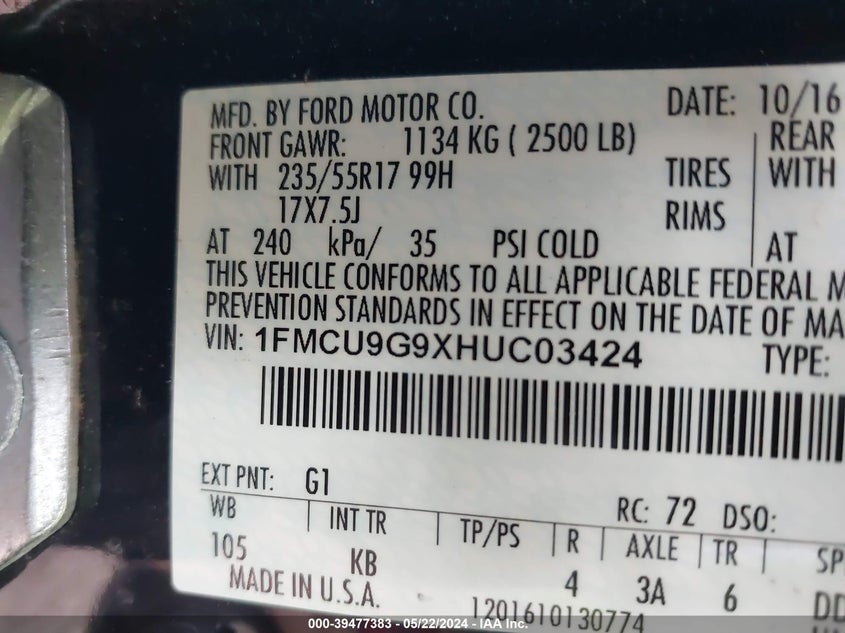 MFD. BY FORD MOTOR CO. DATE: 10/16
FRONT GAWR: 1134 KG ( 2500 LB) REAR
WITH 235/55R17 99H TIRES WITH
17X7.5J RIMS
AT 240 kPa/ 35 PSI COLD AT
THIS VEHICLE CONFORMS TO ALL APPLICABLE FEDERAL M
PREVENTION STANDARDS IN EFFECT ON THE DATE OF MA
VIN: 1FMCU9G9XHUC03424 TYPE:
EXT PNT: G1 RC: 72 DSO:
WB INT TR TP/PS R AXLE TR SP
105 KB 4 3A 6 DD
MADE IN U.S.A. 1201610130774
000-39477383 - 05/22/2024 - IAA Inc.